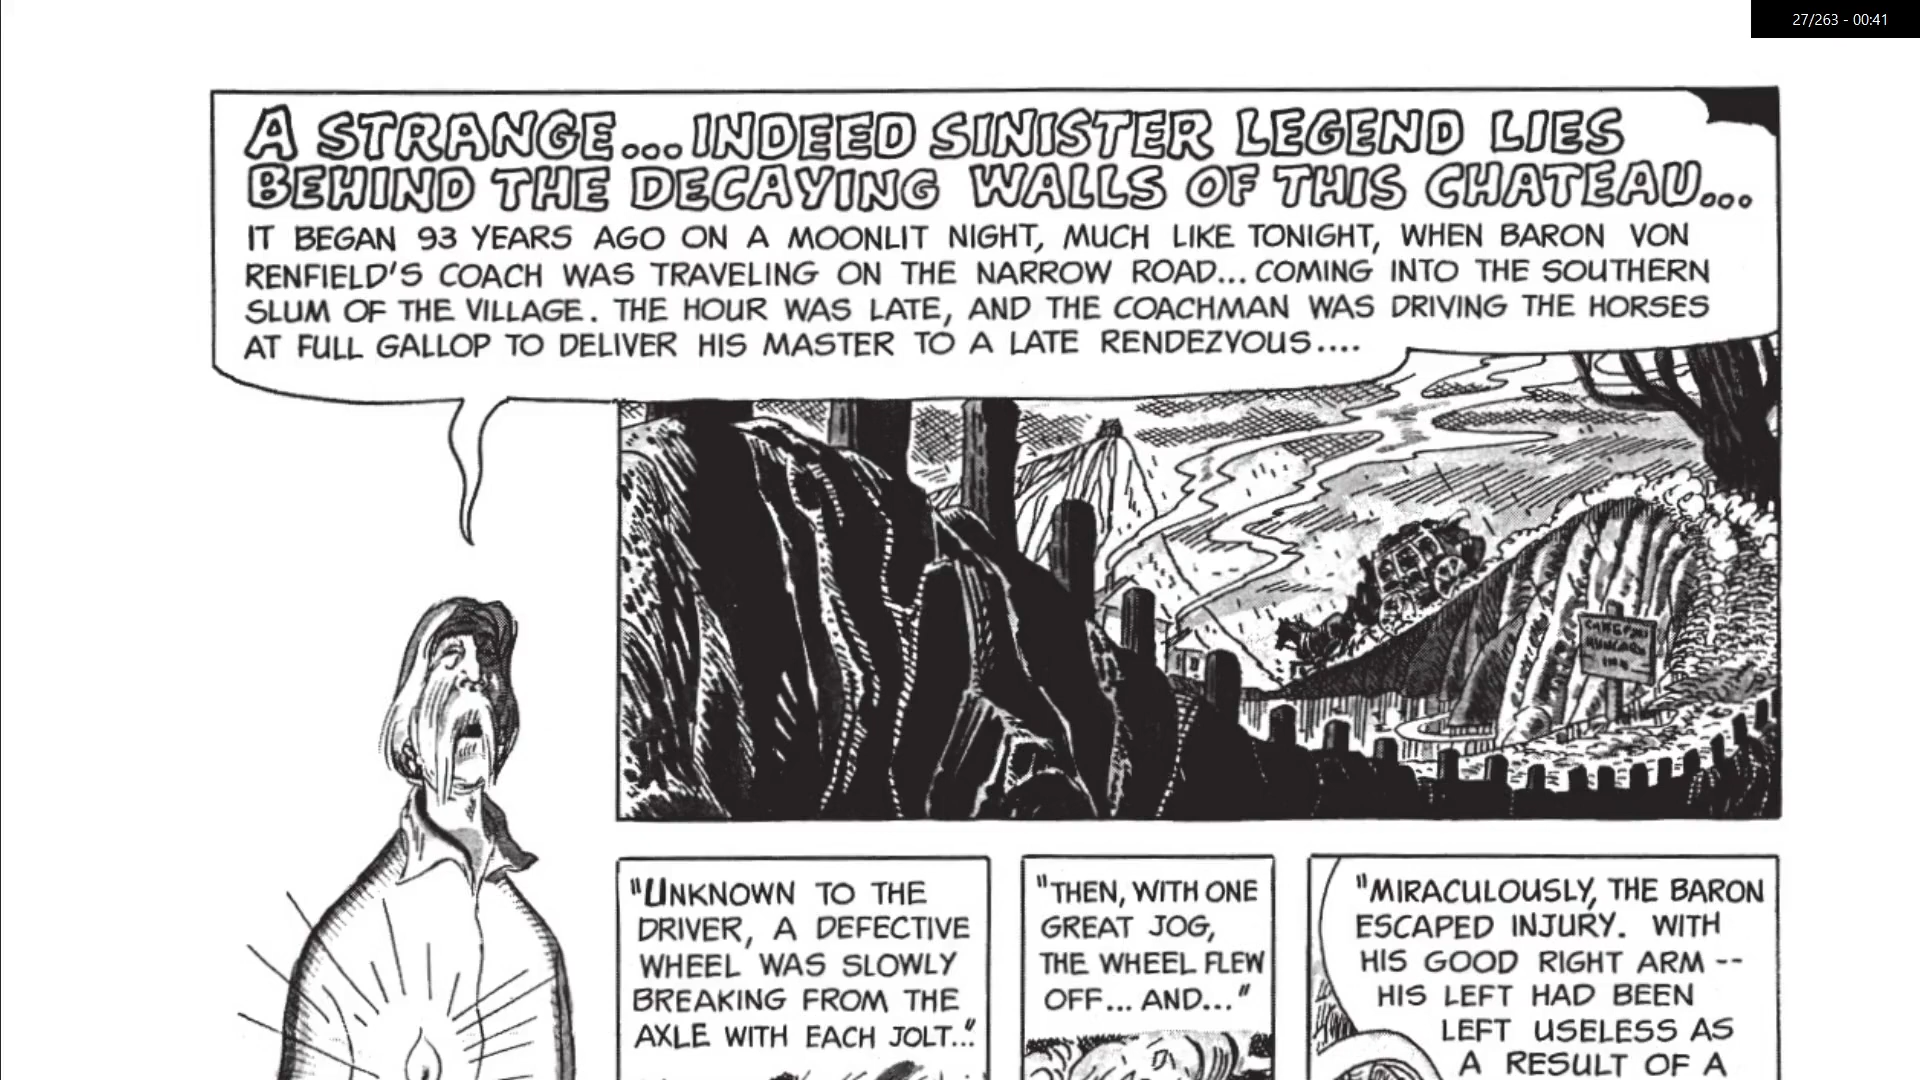 27/263 - 00:41
A STRANGE...INDEED SINISTER LEGEND LIES
BEHIND THE DECAYING WALLS OF THIS CHATEAU...
IT BEGAN 93 YEARS AGO ON A MOONLIT NIGHT, MUCH LIKE TONIGHT, WHEN BARON VON
RENFIELD'S COACH WAS TRAVELING ON THE NARROW ROAD... COMING INTO THE SOUTHERN
SLUM OF THE VILLAGE. THE HOUR WAS LATE, AND THE COACHMAN WAS DRIVING THE HORSES
AT FULL GALLOP TO DELIVER HIS MASTER TO A LATE RENDEZVOUS....
INN
"UNKNOWN TO THE
DRIVER, A DEFECTIVE
WHEEL WAS SLOWLY
BREAKING FROM THE
AXLE WITH EACH JOLT..."
"THEN, WITH ONE
GREAT JOG,
THE WHEEL FLEW
OFF... AND..."
"MIRACULOUSLY, THE BARON
ESCAPED INJURY. WITH
HIS GOOD RIGHT ARM --
HIS LEFT HAD BEEN
LEFT USELESS AS
A RESULT OF A